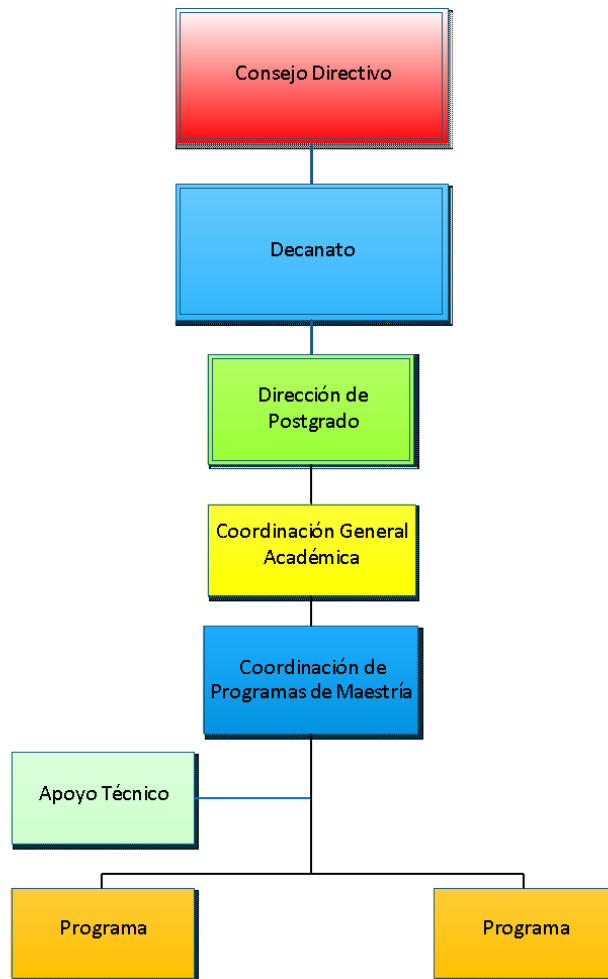 Consejo Directivo
Decanato
Dirección de
Postgrado
Coordinación General
Académica
Coordinación de
Programas de Maestría
Apoyo Técnico
Programa
Programa